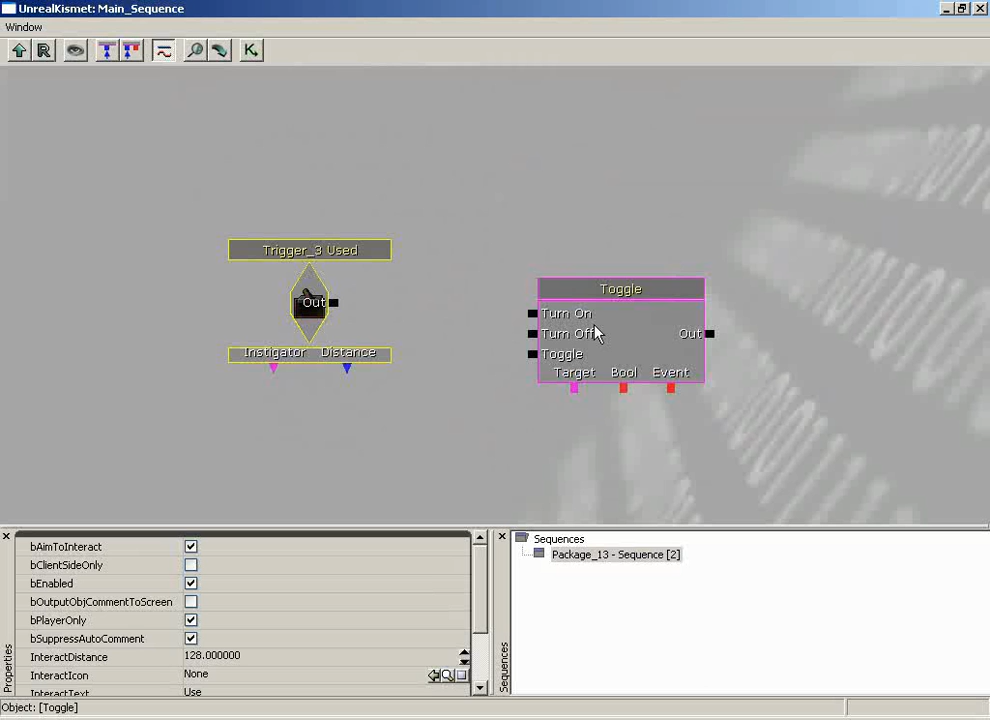 UnrealKismet: Main_Sequence
Window
Trigger_3 Used
Out
Instigator Distance
Toggle
Turn On
Turn Off
Out
Toggle
Target Bool Event
Properties
bAimToInteract
bClientSideOnly
bEnabled
bOutputObjCommentToScreen
bPlayerOnly
bSuppressAutoComment
InteractDistance 128.000000
InteractIcon None
InteractText Use
Sequences
Sequences
Package_13 - Sequence [2]
Object: [Toggle]